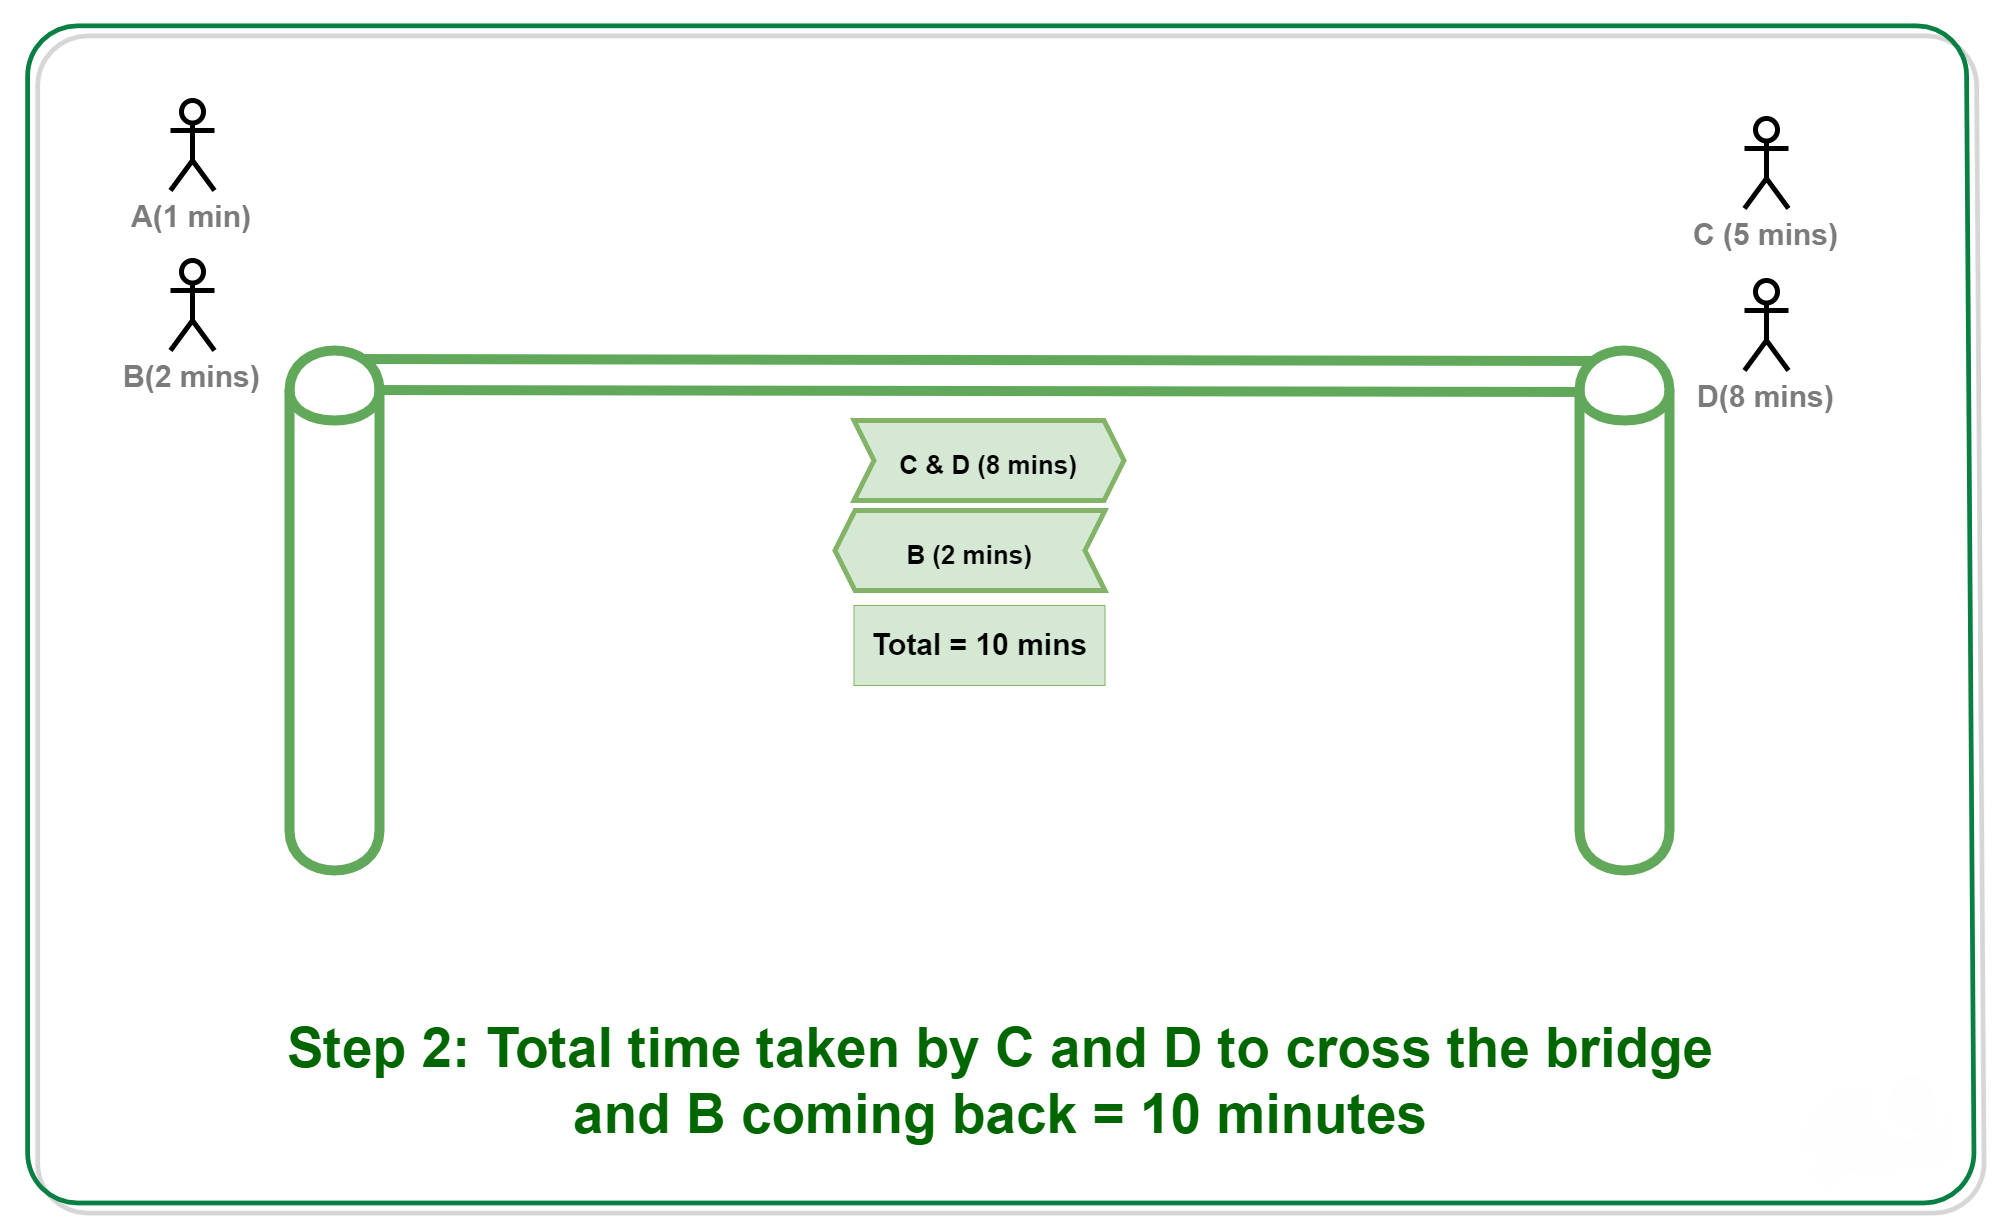 A(1 min)
C (5 mins)
B(2 mins)
D(8 mins)
C & D (8 mins)
B (2 mins)
Total = 10 mins
Step 2: Total time taken by C and D to cross the bridge
and B coming back = 10 minutes